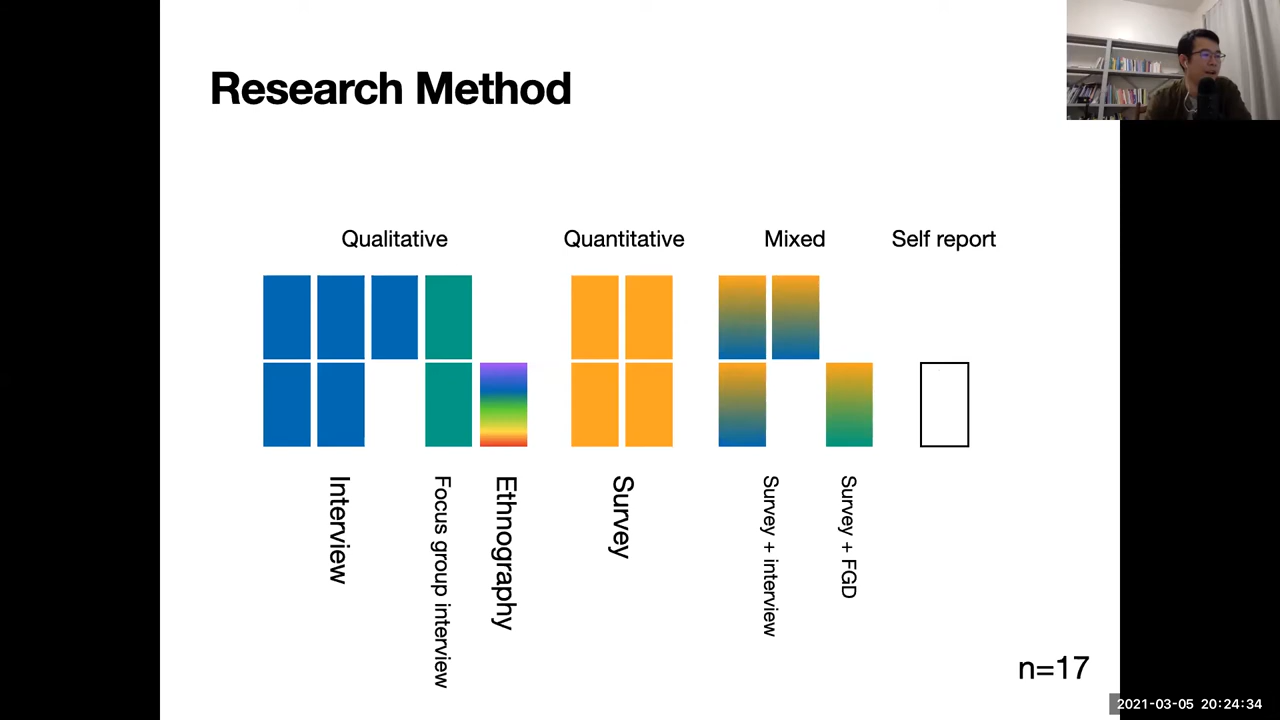 Research Method
Qualitative
Quantitative
Mixed
Self report
Interview
Focus group interview
Ethnography
Survey
Survey + interview
Survey + FGD
n=17
2021-03-05 20:24:34